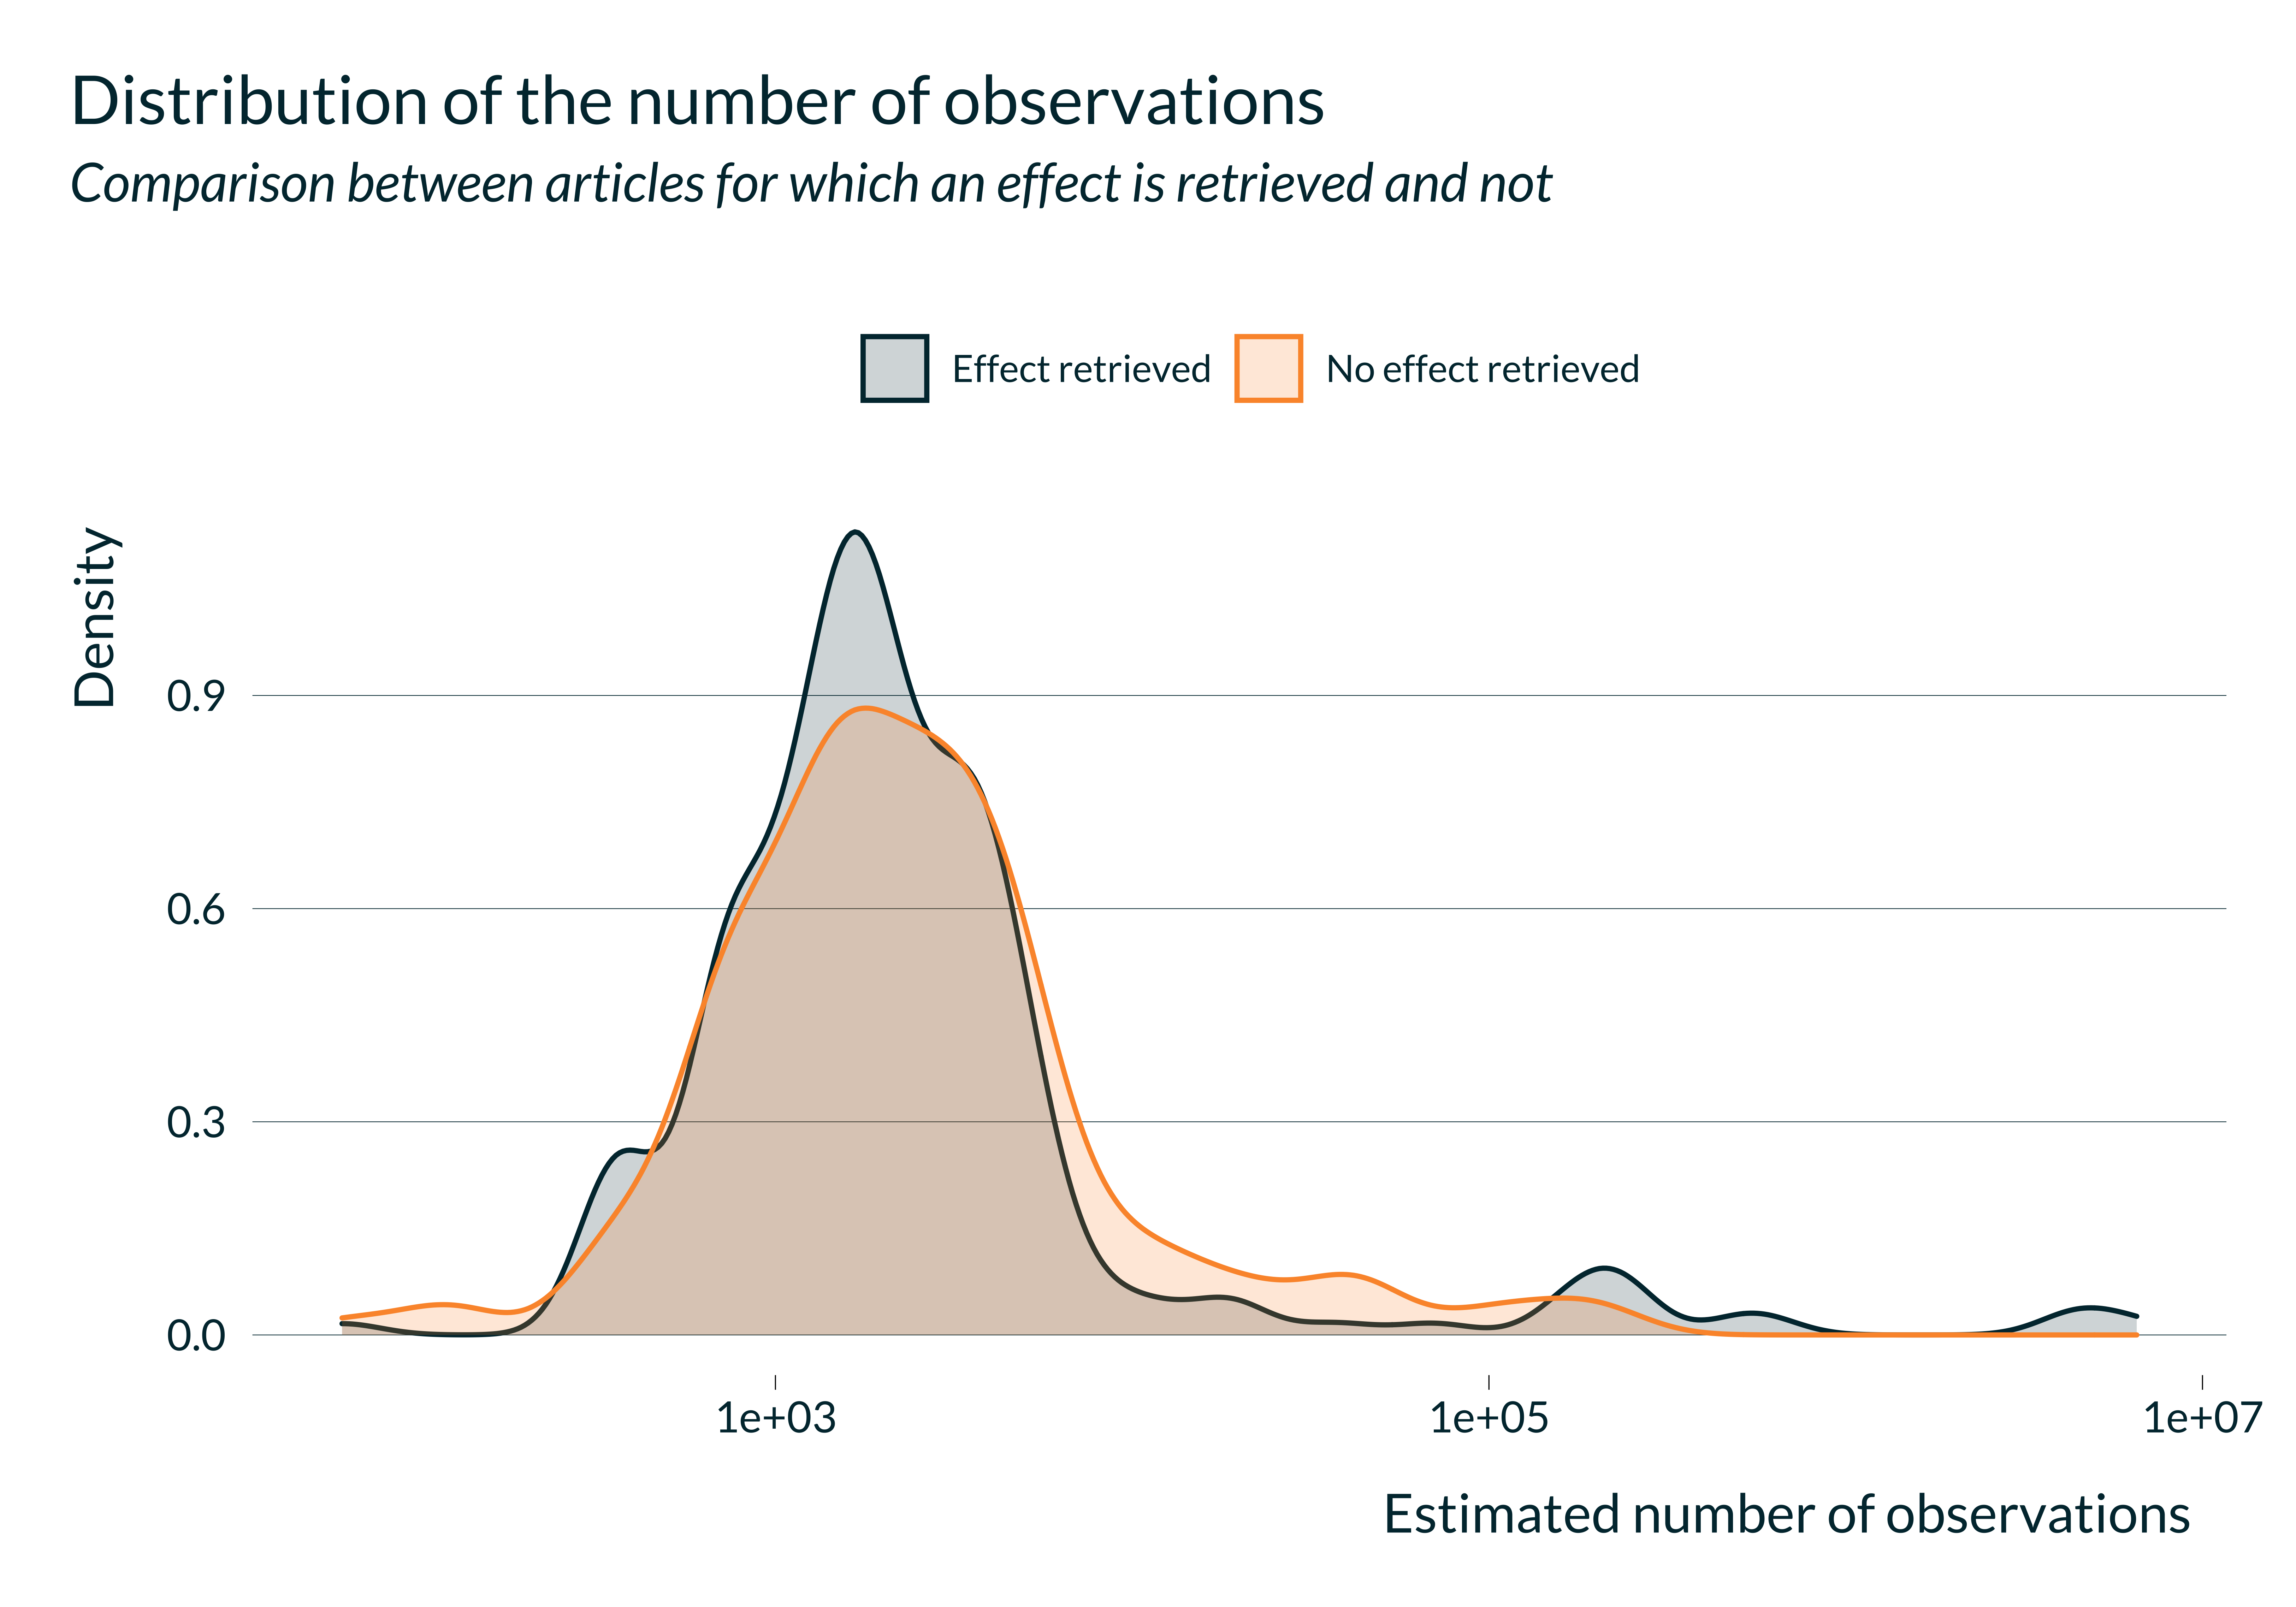 Distribution of the number of observations
Comparison between articles for which an effect is retrieved and not
Effect retrieved
No effect retrieved
Density
0.9
0.6
0.3
0.0
1e+03
1e+05
1e+07
Estimated number of observations